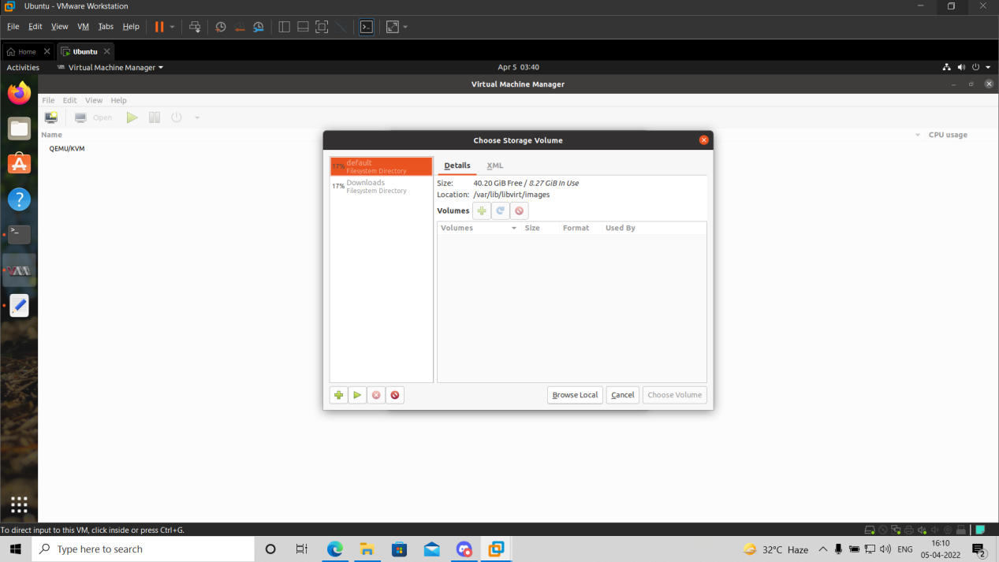 Ubuntu - VMware Workstation
File Edit View VM Tabs Help
Home Ubuntu
Activities Virtual Machine Manager Apr 5 03:40
Virtual Machine Manager
File Edit View Help
Open
Name CPU usage
QEMU/KVM
Choose Storage Volume
17% default
Filesystem Directory
17% Downloads
Filesystem Directory
Details XML
Size: 40.20 GiB Free / 8.27 GiB In Use
Location: /var/lib/libvirt/images
Volumes
Volumes Size Format Used By
Browse Local Cancel Choose Volume
To direct input to this VM, click inside or press Ctrl+G.
Type here to search
32°C Haze
ENG
16:10
05-04-2022
2